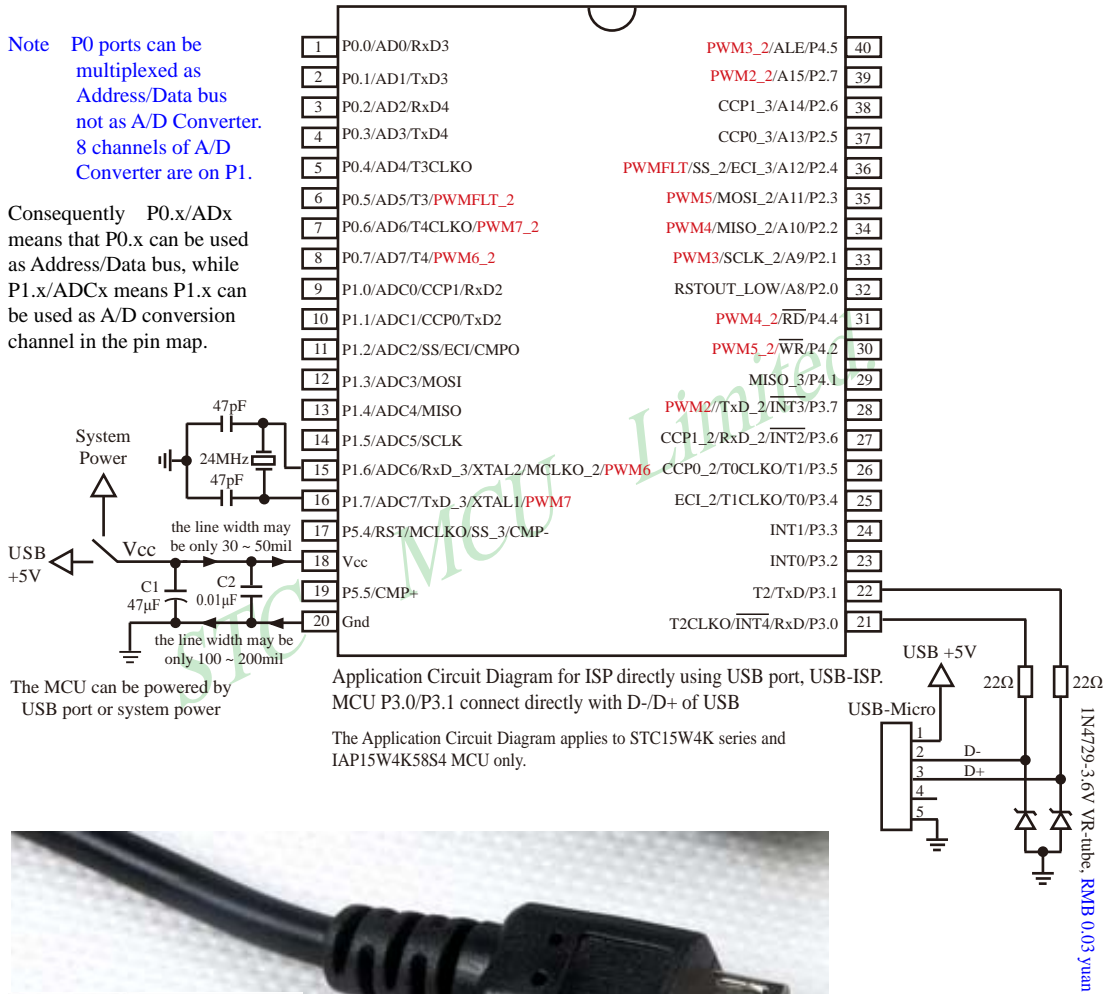 Note P0 ports can be
multiplexed as
Address/Data bus
not as A/D Converter.
8 channels of A/D
Converter are on P1.
Consequently P0.x/ADx
means that P0.x can be used
as Address/Data bus, while
P1.x/ADCx means P1.x can
be used as A/D conversion
channel in the pin map.
1 P0.0/AD0/RxD3
2 P0.1/AD1/TxD3
3 P0.2/AD2/RxD4
4 P0.3/AD3/TxD4
5 P0.4/AD4/T3CLKO
6 P0.5/AD5/T3/PWMFLT_2
7 P0.6/AD6/T4CLKO/PWM7_2
8 P0.7/AD7/T4/PWM6_2
9 P1.0/ADC0/CCP1/RxD2
10 P1.1/ADC1/CCP0/TxD2
11 P1.2/ADC2/SS/ECI/CMPO
12 P1.3/ADC3/MOSI
13 P1.4/ADC4/MISO
14 P1.5/ADC5/SCLK
15 P1.6/ADC6/RxD_3/XTAL2/MCLKO_2/PWM6
16 P1.7/ADC7/TxD_3/XTAL1/PWM7
17 P5.4/RST/MCLKO/SS_3/CMP-
18 Vcc
19 P5.5/CMP+
20 Gnd
PWM3_2/ALE/P4.5 40
PWM2_2/A15/P2.7 39
CCP1_3/A14/P2.6 38
CCP0_3/A13/P2.5 37
PWMFLT/SS_2/ECI_3/A12/P2.4 36
PWM5/MOSI_2/A11/P2.3 35
PWM4/MISO_2/A10/P2.2 34
PWM3/SCLK_2/A9/P2.1 33
RSTOUT_LOW/A8/P2.0 32
PWM4_2/RD/P4.4 31
PWM5_2/WR/P4.2 30
MISO_3/P4.1 29
PWM2//TxD_2/INT3/P3.7 28
CCP1_2/RxD_2/INT2/P3.6 27
CCP0_2/T0CLKO/T1/P3.5 26
ECI_2/T1CLKO/T0/P3.4 25
INT1/P3.3 24
INT0/P3.2 23
T2/TxD/P3.1 22
T2CLKO/INT4/RxD/P3.0 21
STC MCU Limited.
47pF
24MHz
47pF
System
Power
USB
+5V
Vcc
the line width may
be only 30 ~ 50mil
C1
47μF
C2
0.01μF
the line width may be
only 100 ~ 200mil
The MCU can be powered by
USB port or system power
Application Circuit Diagram for ISP directly using USB port, USB-ISP.
MCU P3.0/P3.1 connect directly with D-/D+ of USB
The Application Circuit Diagram applies to STC15W4K series and
IAP15W4K58S4 MCU only.
USB +5V
22Ω
22Ω
USB-Micro
1
2 D-
3 D+
4
5
1N4729-3.6V VR-tube, RMB 0.03 yuan